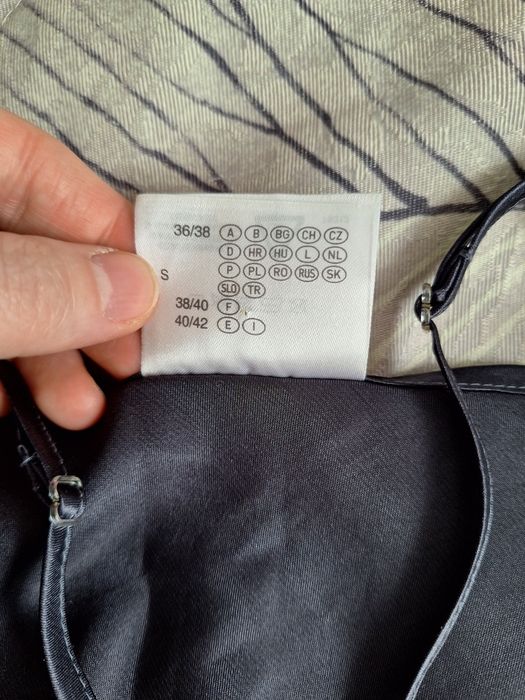 36/38 A B BG CH CZ
D HR HU L NL
S P PL RO RUS SK
SLO TR
38/40 F
40/42 E I